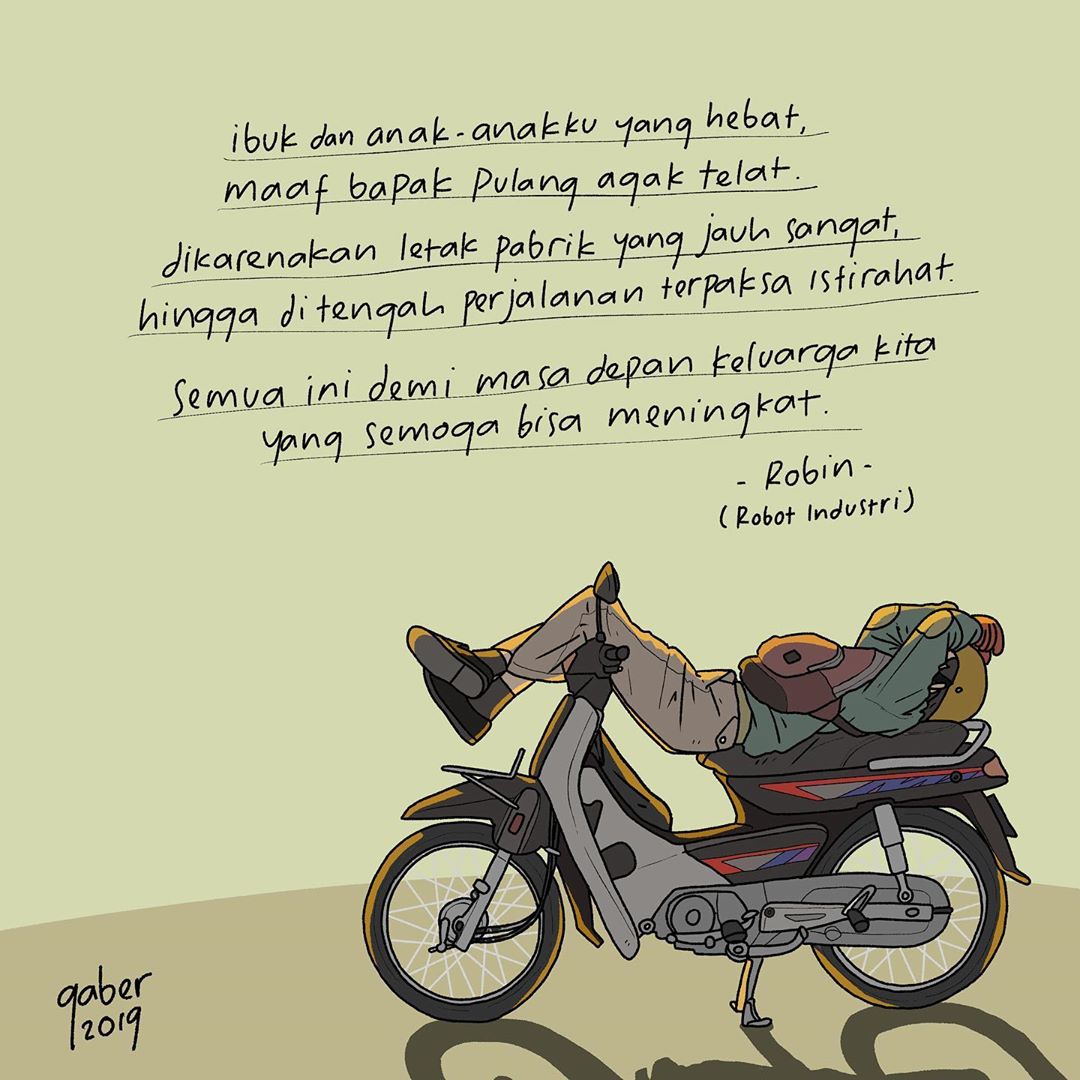 ibuk dan anak-anakku yang hebat,
maaf bapak pulang agak telat.
dikarenakan letak pabrik yang jauh sangat,
hingga ditengah perjalanan terpaksa istirahat.
Semua ini demi masa depan keluarga kita
yang semoga bisa meningkat.
- Robin -
(Robot Industri)
gaber
2019